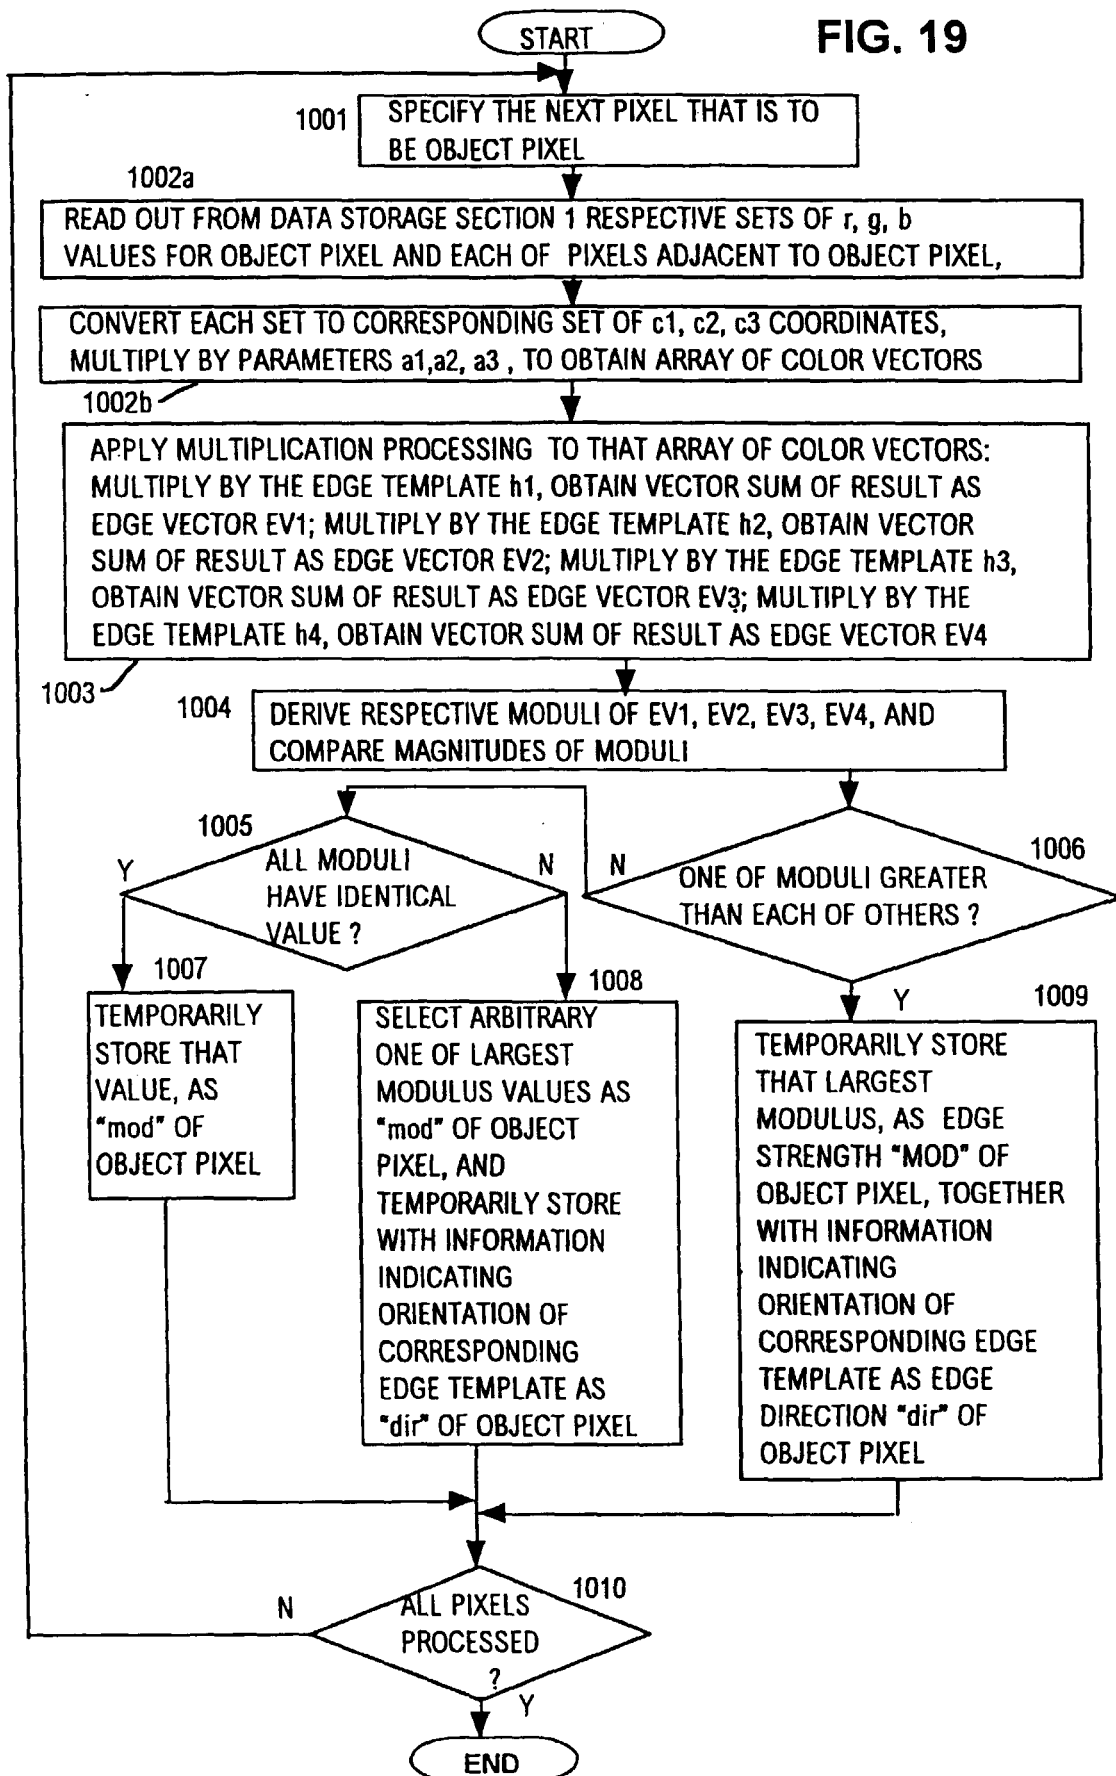 FIG. 19
START
1001
SPECIFY THE NEXT PIXEL THAT IS TO
BE OBJECT PIXEL
1002a
READ OUT FROM DATA STORAGE SECTION 1 RESPECTIVE SETS OF r, g, b
VALUES FOR OBJECT PIXEL AND EACH OF PIXELS ADJACENT TO OBJECT PIXEL,
CONVERT EACH SET TO CORRESPONDING SET OF c1, c2, c3 COORDINATES,
MULTIPLY BY PARAMETERS a1,a2, a3 , TO OBTAIN ARRAY OF COLOR VECTORS
1002b
APPLY MULTIPLICATION PROCESSING TO THAT ARRAY OF COLOR VECTORS:
MULTIPLY BY THE EDGE TEMPLATE h1, OBTAIN VECTOR SUM OF RESULT AS
EDGE VECTOR EV1; MULTIPLY BY THE EDGE TEMPLATE h2, OBTAIN VECTOR
SUM OF RESULT AS EDGE VECTOR EV2; MULTIPLY BY THE EDGE TEMPLATE h3,
OBTAIN VECTOR SUM OF RESULT AS EDGE VECTOR EV3; MULTIPLY BY THE
EDGE TEMPLATE h4, OBTAIN VECTOR SUM OF RESULT AS EDGE VECTOR EV4
1003
1004
DERIVE RESPECTIVE MODULI OF EV1, EV2, EV3, EV4, AND
COMPARE MAGNITUDES OF MODULI
1005
Y
ALL MODULI
HAVE IDENTICAL
VALUE ?
N
N
ONE OF MODULI GREATER
THAN EACH OF OTHERS ?
1006
Y
1007
TEMPORARILY
STORE THAT
VALUE, AS
"mod" OF
OBJECT PIXEL
1008
SELECT ARBITRARY
ONE OF LARGEST
MODULUS VALUES AS
"mod" OF OBJECT
PIXEL, AND
TEMPORARILY STORE
WITH INFORMATION
INDICATING
ORIENTATION OF
CORRESPONDING
EDGE TEMPLATE AS
"dir" OF OBJECT PIXEL
1009
TEMPORARILY STORE
THAT LARGEST
MODULUS, AS EDGE
STRENGTH "MOD" OF
OBJECT PIXEL, TOGETHER
WITH INFORMATION
INDICATING
ORIENTATION OF
CORRESPONDING EDGE
TEMPLATE AS EDGE
DIRECTION "dir" OF
OBJECT PIXEL
1010
N
ALL PIXELS
PROCESSED
?
Y
END